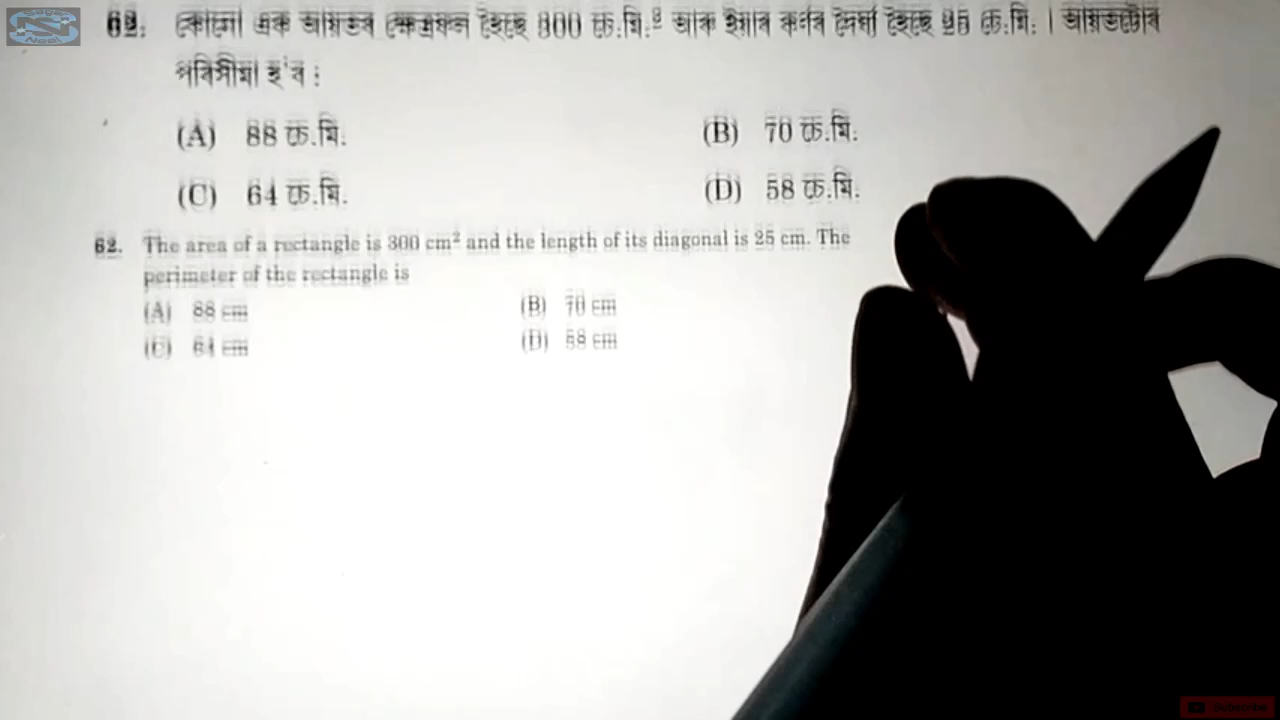 62. কোনো এক আয়তৰ ক্ষেত্ৰফল হৈছে 300 ছে.মি.² আৰু ইয়াৰ কৰ্ণৰ দৈৰ্ঘ্য হৈছে 25 ছে.মি. । আয়তটোৰ
পৰিসীমা হ'ব :
(A) 88 ছে.মি. (B) 70 ছে.মি.
(C) 64 ছে.মি. (D) 58 ছে.মি.
62. The area of a rectangle is 300 cm² and the length of its diagonal is 25 cm. The
perimeter of the rectangle is
(A) 88 cm (B) 70 cm
(C) 64 cm (D) 58 cm
Subscribe